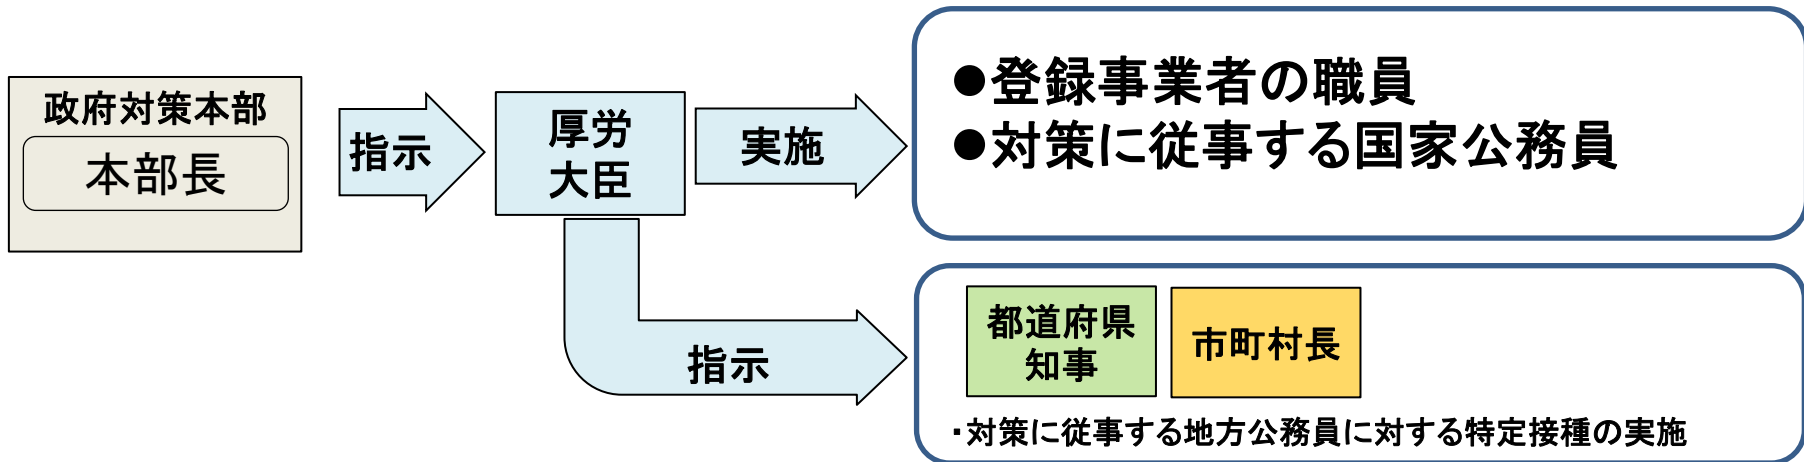 政府対策本部
本部長
指示
厚労
大臣
実施
●登録事業者の職員
●対策に従事する国家公務員
指示
都道府県
知事
市町村長
・対策に従事する地方公務員に対する特定接種の実施